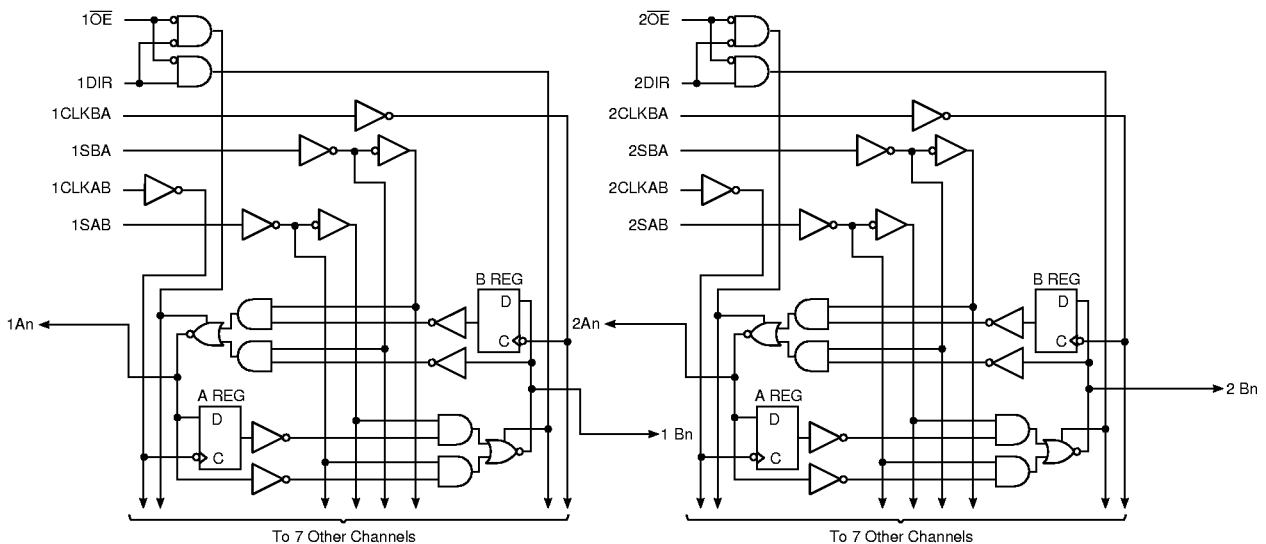 1OE
1DIR
1CLKBA
1SBA
1CLKAB
1SAB
B REG
D
C
1An
A REG
D
C
1 Bn
To 7 Other Channels
2OE
2DIR
2CLKBA
2SBA
2CLKAB
2SAB
B REG
D
C
2An
A REG
D
C
2 Bn
To 7 Other Channels